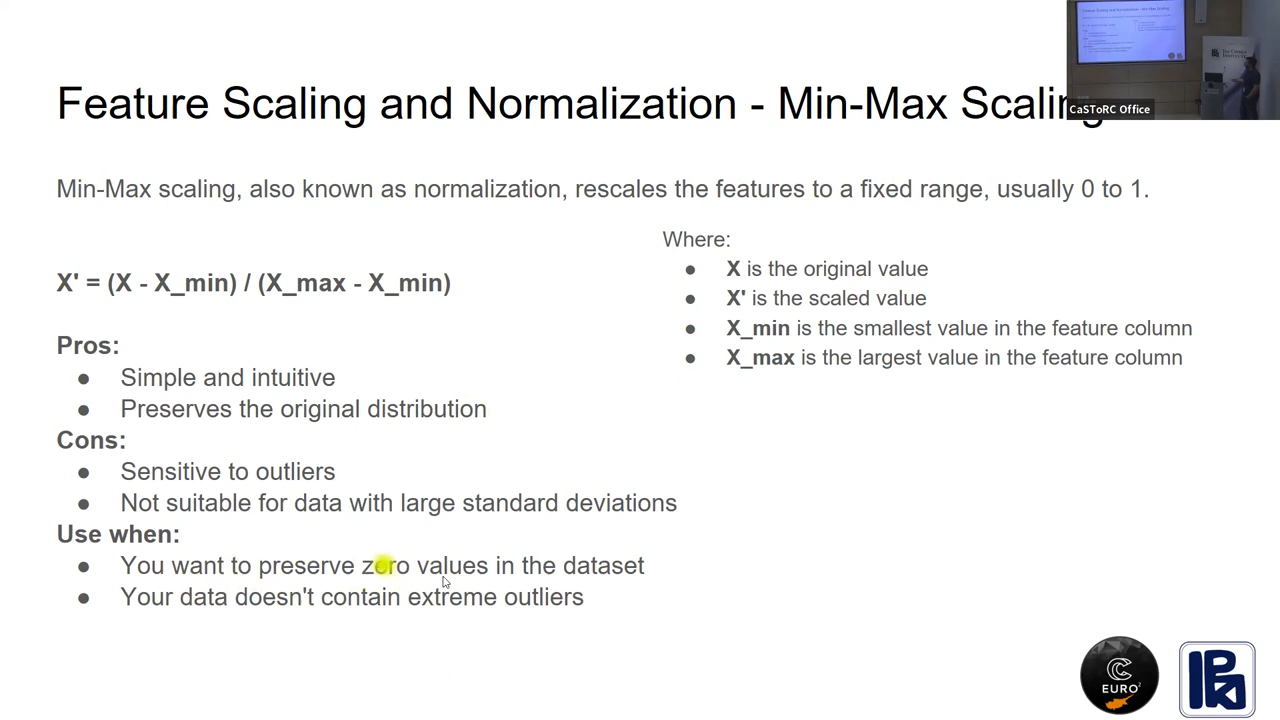 Feature Scaling and Normalization - Min-Max Scaling
CaSToRC Office
Min-Max scaling, also known as normalization, rescales the features to a fixed range, usually 0 to 1.
X' = (X - X_min) / (X_max - X_min)
Where:
● X is the original value
● X' is the scaled value
● X_min is the smallest value in the feature column
● X_max is the largest value in the feature column
Pros:
● Simple and intuitive
● Preserves the original distribution
Cons:
● Sensitive to outliers
● Not suitable for data with large standard deviations
Use when:
● You want to preserve zero values in the dataset
● Your data doesn't contain extreme outliers
EURO²